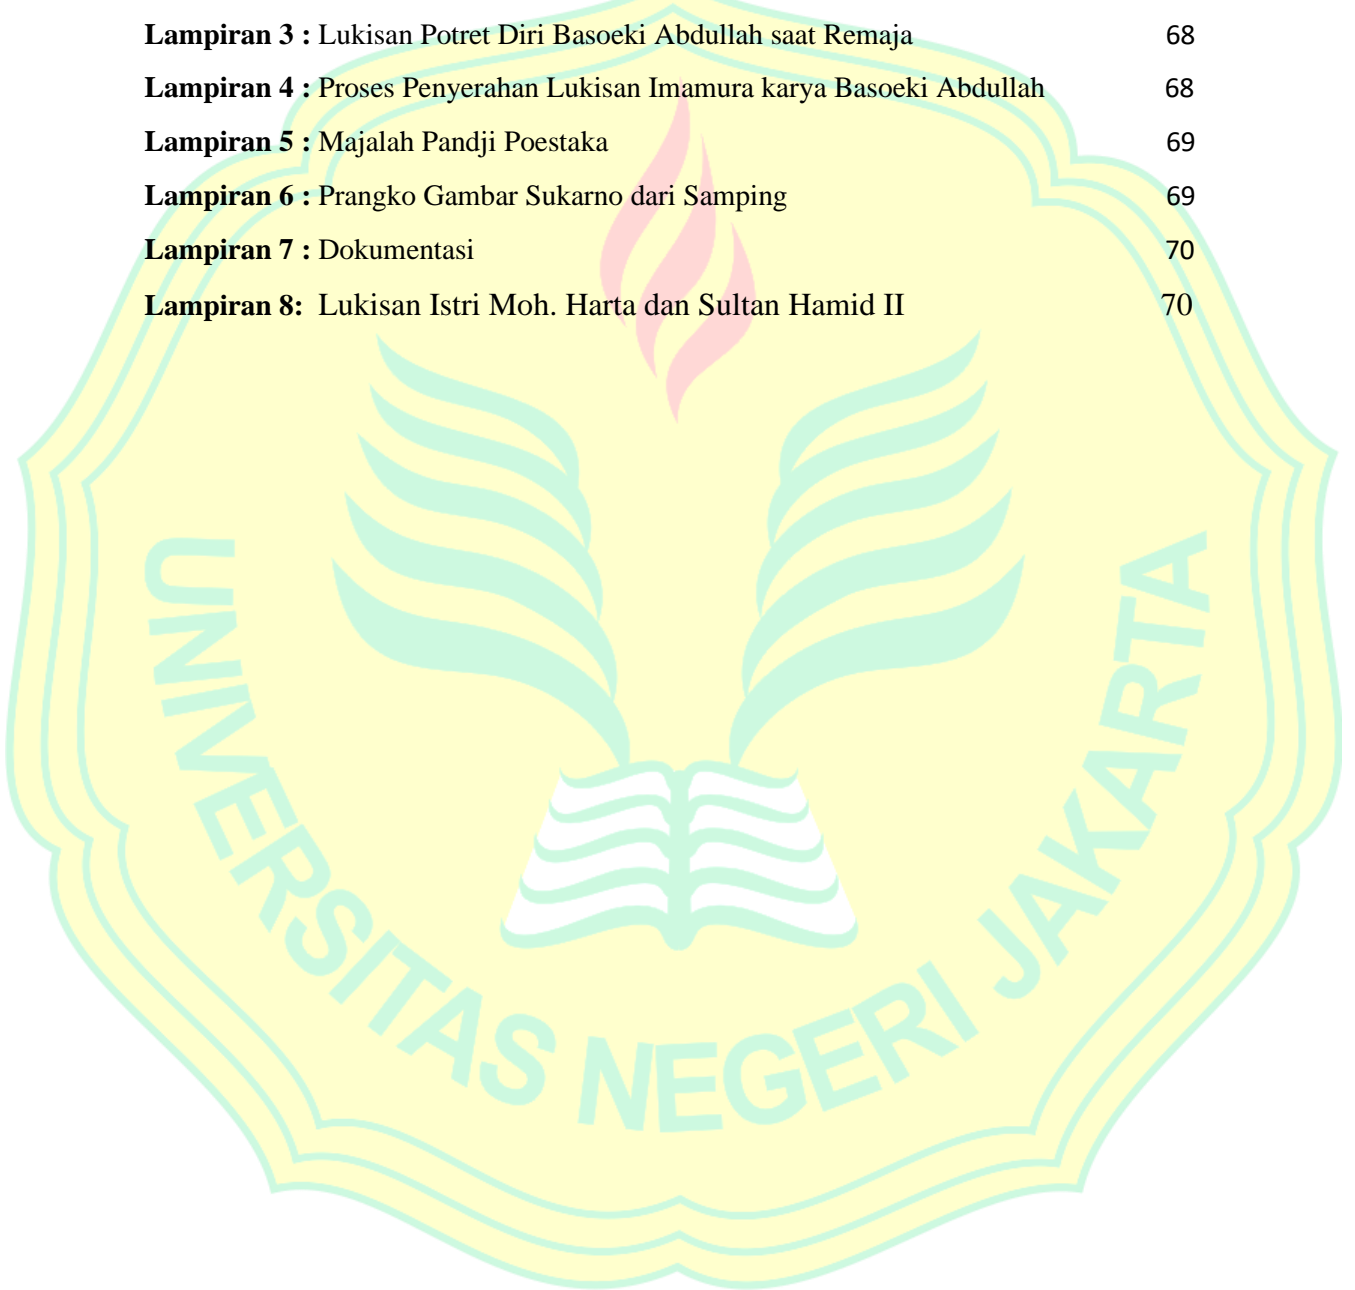 Lampiran 3 : Lukisan Potret Diri Basoeki Abdullah saat Remaja 68
Lampiran 4 : Proses Penyerahan Lukisan Imamura karya Basoeki Abdullah 68
Lampiran 5 : Majalah Pandji Poestaka 69
Lampiran 6 : Prangko Gambar Sukarno dari Samping 69
Lampiran 7 : Dokumentasi 70
Lampiran 8: Lukisan Istri Moh. Harta dan Sultan Hamid II 70
UNIVERSITAS NEGERI JAKARTA